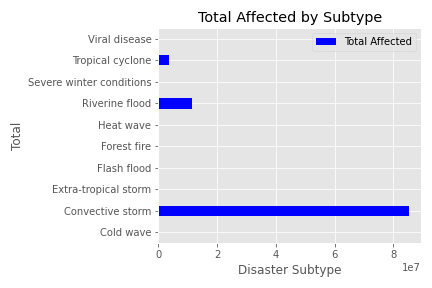 Total Affected by Subtype
Total Affected
Viral disease
Tropical cyclone
Severe winter conditions
Riverine flood
Heat wave
Forest fire
Flash flood
Extra-tropical storm
Convective storm
Cold wave
Total
0 2 4 6 8
1e7
Disaster Subtype